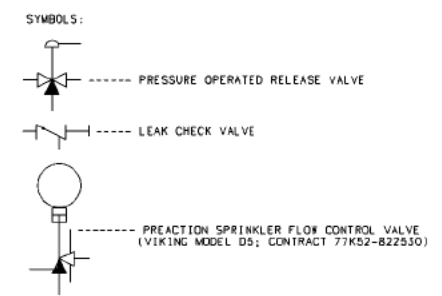 SYMBOLS:
PRESSURE OPERATED RELEASE VALVE
LEAK CHECK VALVE
PREACTION SPRINKLER FLOW CONTROL VALVE
(VIKING MODEL D5; CONTRACT 77K52-822530)